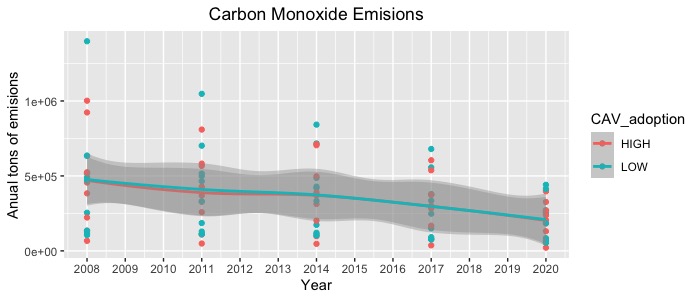 Carbon Monoxide Emisions
Anual tons of emisions
1e+06
5e+05
0e+00
2008 2009 2010 2011 2012 2013 2014 2015 2016 2017 2018 2019 2020
Year
CAV_adoption
HIGH
LOW